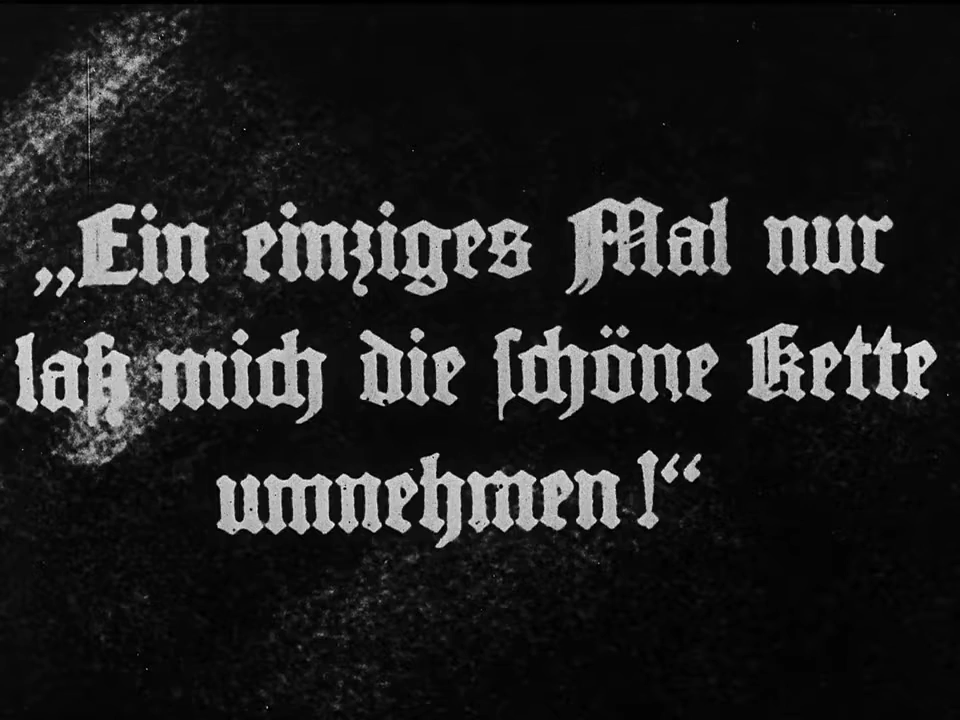 „Ein einziges Mal nur
laß mich die schöne Kette
umnehmen!“